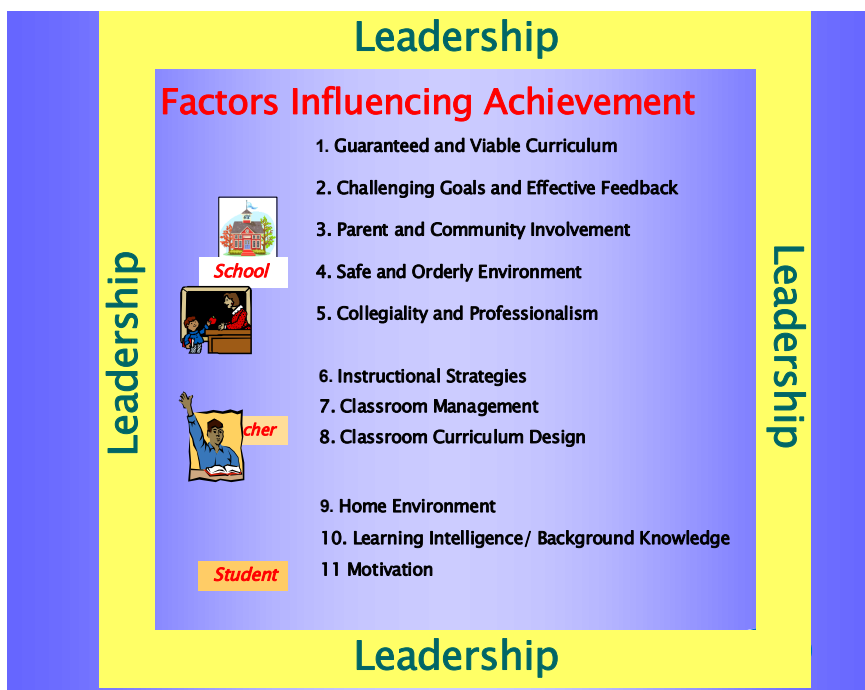 Leadership
Factors Influencing Achievement
1. Guaranteed and Viable Curriculum
2. Challenging Goals and Effective Feedback
3. Parent and Community Involvement
School
4. Safe and Orderly Environment
5. Collegiality and Professionalism
Leadership
Leadership
6. Instructional Strategies
7. Classroom Management
cher
8. Classroom Curriculum Design
9. Home Environment
10. Learning Intelligence/ Background Knowledge
Student
11 Motivation
Leadership